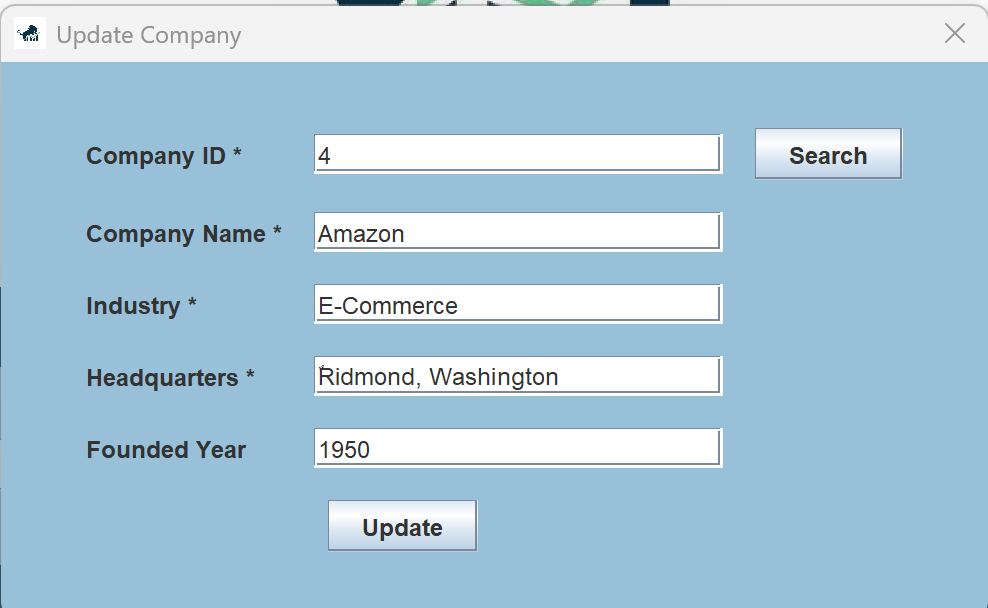 Update Company
Company ID * 4 Search
Company Name * Amazon
Industry * E-Commerce
Headquarters * Ridmond, Washington
Founded Year 1950
Update